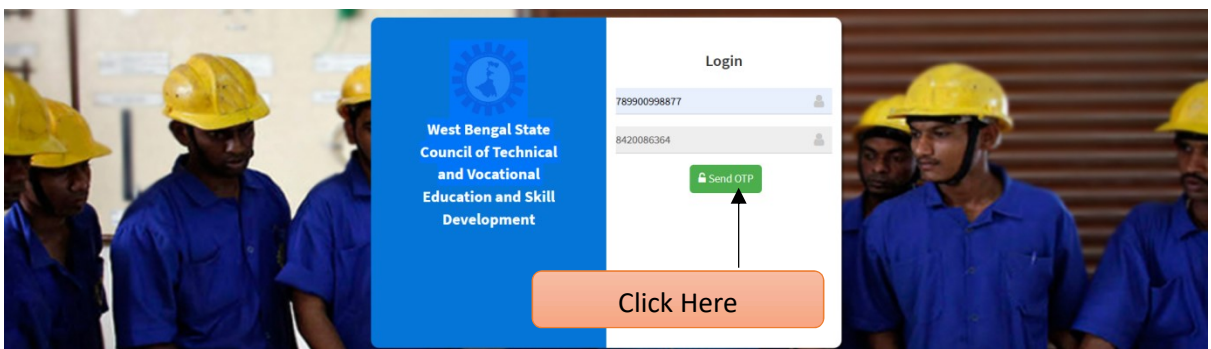 West Bengal State
Council of Technical
and Vocational
Education and Skill
Development
Login
789900998877
8420086364
Send OTP
Click Here